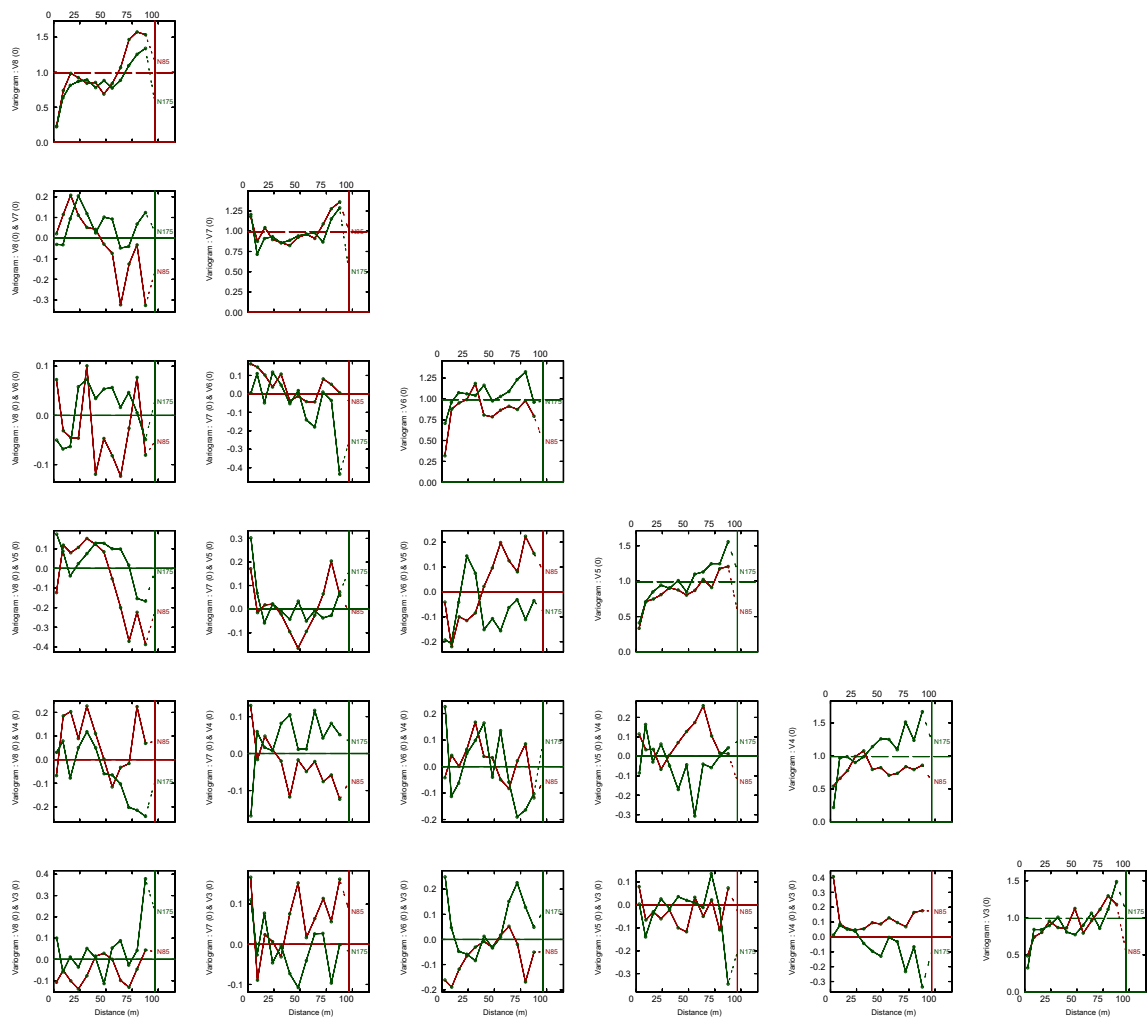 0 25 50 75 100
Variogram : V8 (0)
1.5
1.0
0.5
0.0
N85
N175
0 25 50 75 100
Variogram : V8 (0) & V7 (0)
0.2
0.1
0.0
-0.1
-0.2
-0.3
N175
N85
Variogram : V7 (0)
1.25
1.00
0.75
0.50
0.25
0.00
N85
N175
0 25 50 75 100
Variogram : V8 (0) & V6 (0)
0.1
0.0
-0.1
N175
N85
Variogram : V7 (0) & V6 (0)
0.1
0.0
-0.1
-0.2
-0.3
-0.4
N85
N175
Variogram : V6 (0)
1.25
1.00
0.75
0.50
0.25
0.00
N175
N85
0 25 50 75 100
Variogram : V8 (0) & V5 (0)
0.1
0.0
-0.1
-0.2
-0.3
-0.4
N175
N85
Variogram : V7 (0) & V5 (0)
0.3
0.2
0.1
0.0
-0.1
N175
N85
Variogram : V6 (0) & V5 (0)
0.2
0.1
0.0
-0.1
-0.2
N85
N175
Variogram : V5 (0)
1.5
1.0
0.5
0.0
N175
N85
0 25 50 75 100
Variogram : V8 (0) & V4 (0)
0.2
0.1
0.0
-0.1
-0.2
N85
N175
Variogram : V7 (0) & V4 (0)
0.1
0.0
-0.1
N175
N85
Variogram : V6 (0) & V4 (0)
0.2
0.1
0.0
-0.1
-0.2
N175
N85
Variogram : V5 (0) & V4 (0)
0.2
0.1
0.0
-0.1
-0.2
-0.3
N175
N85
Variogram : V4 (0)
1.5
1.0
0.5
0.0
N175
N85
0 25 50 75 100
Variogram : V8 (0) & V3 (0)
0.4
0.3
0.2
0.1
0.0
-0.1
N175
N85
Variogram : V7 (0) & V3 (0)
0.1
0.0
-0.1
N85
N175
Variogram : V6 (0) & V3 (0)
0.2
0.1
0.0
-0.1
-0.2
N175
N85
Variogram : V5 (0) & V3 (0)
0.1
0.0
-0.1
-0.2
-0.3
N85
N175
Variogram : V4 (0) & V3 (0)
0.4
0.3
0.2
0.1
0.0
-0.1
-0.2
-0.3
N85
N175
Variogram : V3 (0)
1.5
1.0
0.5
0.0
N175
N85
0 25 50 75 100
0 25 50 75 100
0 25 50 75 100
0 25 50 75 100
0 25 50 75 100
0 25 50 75 100
Distance (m)
Distance (m)
Distance (m)
Distance (m)
Distance (m)
Distance (m)